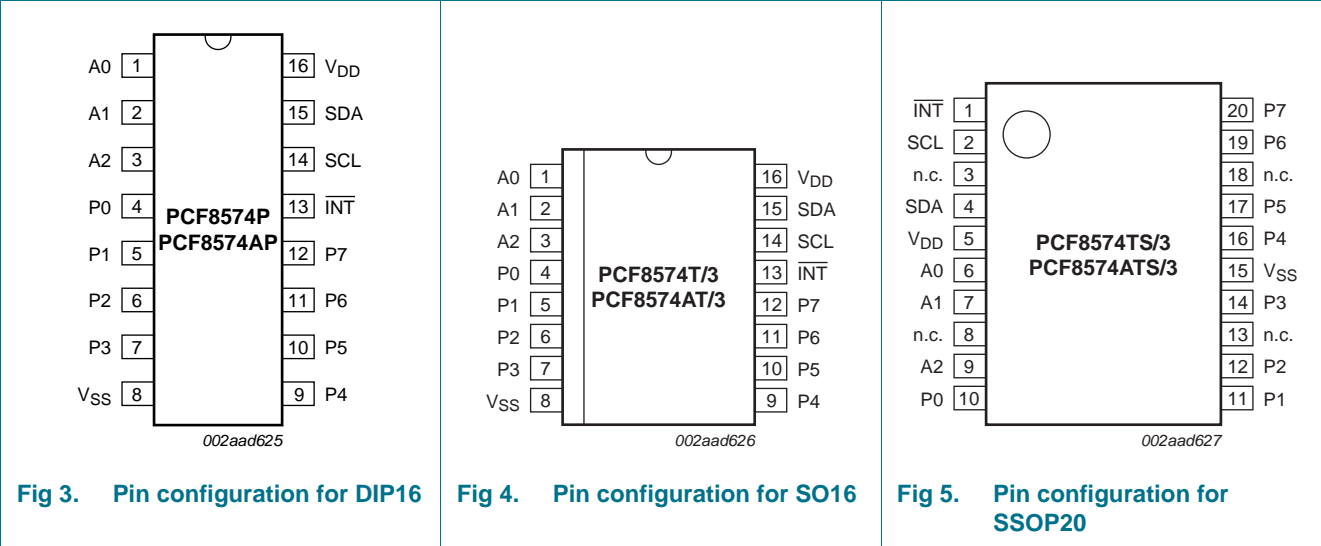 A0 1 16 VDD
A1 2 15 SDA
A2 3 14 SCL
P0 4 13 INT
P1 5 12 P7
P2 6 11 P6
P3 7 10 P5
VSS 8 9 P4
PCF8574P
PCF8574AP
002aad625
Fig 3. Pin configuration for DIP16
A0 1 16 VDD
A1 2 15 SDA
A2 3 14 SCL
P0 4 13 INT
P1 5 12 P7
P2 6 11 P6
P3 7 10 P5
VSS 8 9 P4
PCF8574T/3
PCF8574AT/3
002aad626
Fig 4. Pin configuration for SO16
INT 1 20 P7
SCL 2 19 P6
n.c. 3 18 n.c.
SDA 4 17 P5
VDD 5 16 P4
A0 6 15 VSS
A1 7 14 P3
n.c. 8 13 n.c.
A2 9 12 P2
P0 10 11 P1
PCF8574TS/3
PCF8574ATS/3
002aad627
Fig 5. Pin configuration for
SSOP20